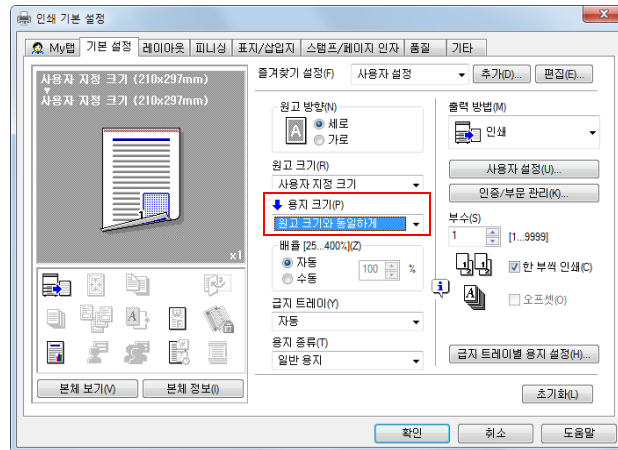 인쇄 기본 설정
My탭 기본 설정 레이아웃 피니싱 표지/삽입지 스탬프/페이지 인자 품질 기타
사용자 지정 크기 (210x297mm)
사용자 지정 크기 (210x297mm)
1
x1
본체 보기(V) 본체 정보(I)
즐겨찾기 설정(F) 사용자 설정 추가(D)... 편집(E)...
원고 방향(N)
A 세로
가로
원고 크기(R)
사용자 지정 크기
용지 크기(P)
원고 크기와 동일하게
배율 [25...400%](Z)
자동
수동
100 %
급지 트레이(Y)
자동
용지 종류(T)
일반 용지
출력 방법(M)
인쇄
사용자 설정(U)...
인증/부문 관리(K)...
부수(S)
1 [1...9999]
한 부씩 인쇄(C)
오프셋(O)
급지 트레이별 용지 설정(H)...
초기화(L)
확인 취소 도움말